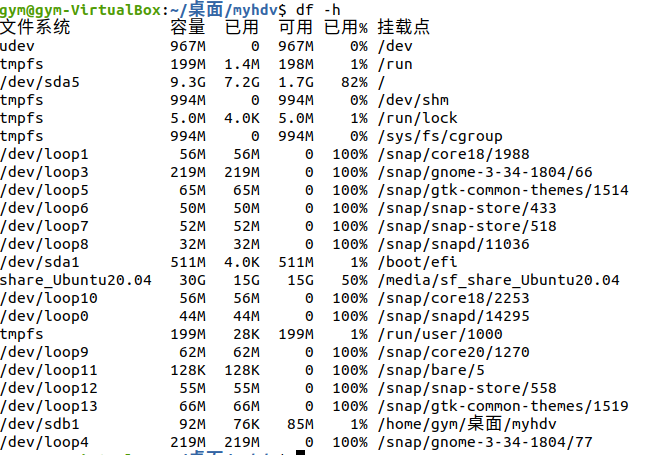 gym@gym-VirtualBox:~/桌面/myhdv$ df -h
文件系统 容量 已用 可用 已用% 挂载点
udev 967M 0 967M 0% /dev
tmpfs 199M 1.4M 198M 1% /run
/dev/sda5 9.3G 7.2G 1.7G 82% /
tmpfs 994M 0 994M 0% /dev/shm
tmpfs 5.0M 4.0K 5.0M 1% /run/lock
tmpfs 994M 0 994M 0% /sys/fs/cgroup
/dev/loop1 56M 56M 0 100% /snap/core18/1988
/dev/loop3 219M 219M 0 100% /snap/gnome-3-34-1804/66
/dev/loop5 65M 65M 0 100% /snap/gtk-common-themes/1514
/dev/loop6 50M 50M 0 100% /snap/snap-store/433
/dev/loop7 52M 52M 0 100% /snap/snap-store/518
/dev/loop8 32M 32M 0 100% /snap/snapd/11036
/dev/sda1 511M 4.0K 511M 1% /boot/efi
share_Ubuntu20.04 30G 15G 15G 50% /media/sf_share_Ubuntu20.04
/dev/loop10 56M 56M 0 100% /snap/core18/2253
/dev/loop0 44M 44M 0 100% /snap/snapd/14295
tmpfs 199M 28K 199M 1% /run/user/1000
/dev/loop9 62M 62M 0 100% /snap/core20/1270
/dev/loop11 128K 128K 0 100% /snap/bare/5
/dev/loop12 55M 55M 0 100% /snap/snap-store/558
/dev/loop13 66M 66M 0 100% /snap/gtk-common-themes/1519
/dev/sdb1 92M 76K 85M 1% /home/gym/桌面/myhdv
/dev/loop4 219M 219M 0 100% /snap/gnome-3-34-1804/77